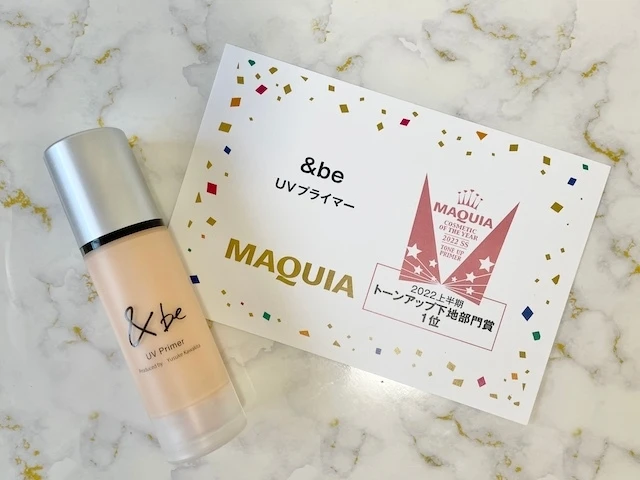 &be
UV Primer
Produced by Yusuke Kawakita
&be
UVプライマー
MAQUIA
MAQUIA
COSMETIC
OF THE YEAR
2022 SS
TONE UP
PRIMER
2022上半期
トーンアップ下地部門賞
1位